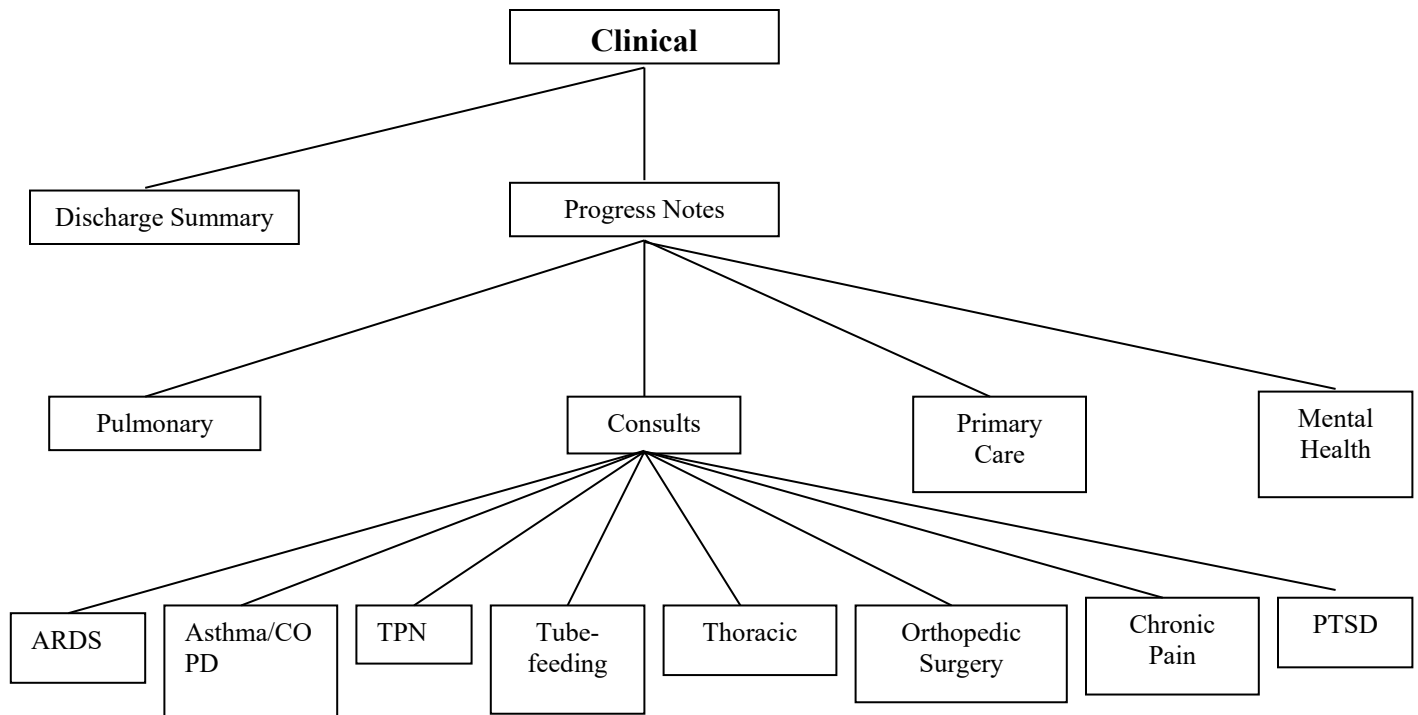 Clinical
Discharge Summary
Progress Notes
Pulmonary
Consults
Primary
Care
Mental
Health
ARDS
Asthma/CO
PD
TPN
Tube-
feeding
Thoracic
Orthopedic
Surgery
Chronic
Pain
PTSD